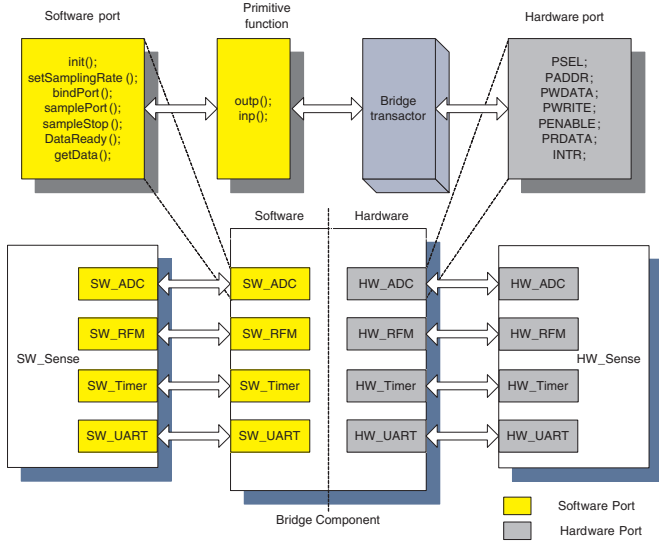 Software port
Primitive
function
Hardware port
init();
setSamplingRate ();
bindPort();
samplePort();
sampleStop();
DataReady();
getData();
outp();
inp();
Bridge
transactor
PSEL;
PADDR;
PWDATA;
PWRITE;
PENABLE;
PRDATA;
INTR;
Software
Hardware
SW_Sense
SW_ADC
SW_RFM
SW_Timer
SW_UART
SW_ADC
SW_RFM
SW_Timer
SW_UART
HW_ADC
HW_RFM
HW_Timer
HW_UART
HW_ADC
HW_RFM
HW_Timer
HW_UART
HW_Sense
Bridge Component
Software Port
Hardware Port